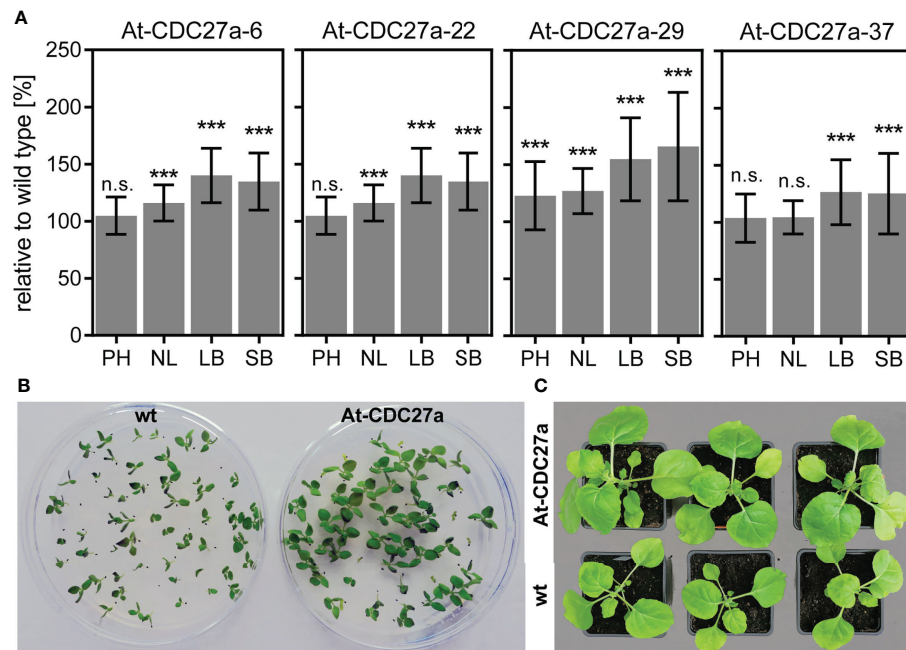 A
At-CDC27a-6 At-CDC27a-22 At-CDC27a-29 At-CDC27a-37
relative to wild type [%]
250
200
150
100
50
0
n.s. *** *** ***
n.s. *** *** ***
*** *** *** ***
n.s. n.s. *** ***
PH NL LB SB PH NL LB SB PH NL LB SB PH NL LB SB
B
wt At-CDC27a
C
At-CDC27a
wt